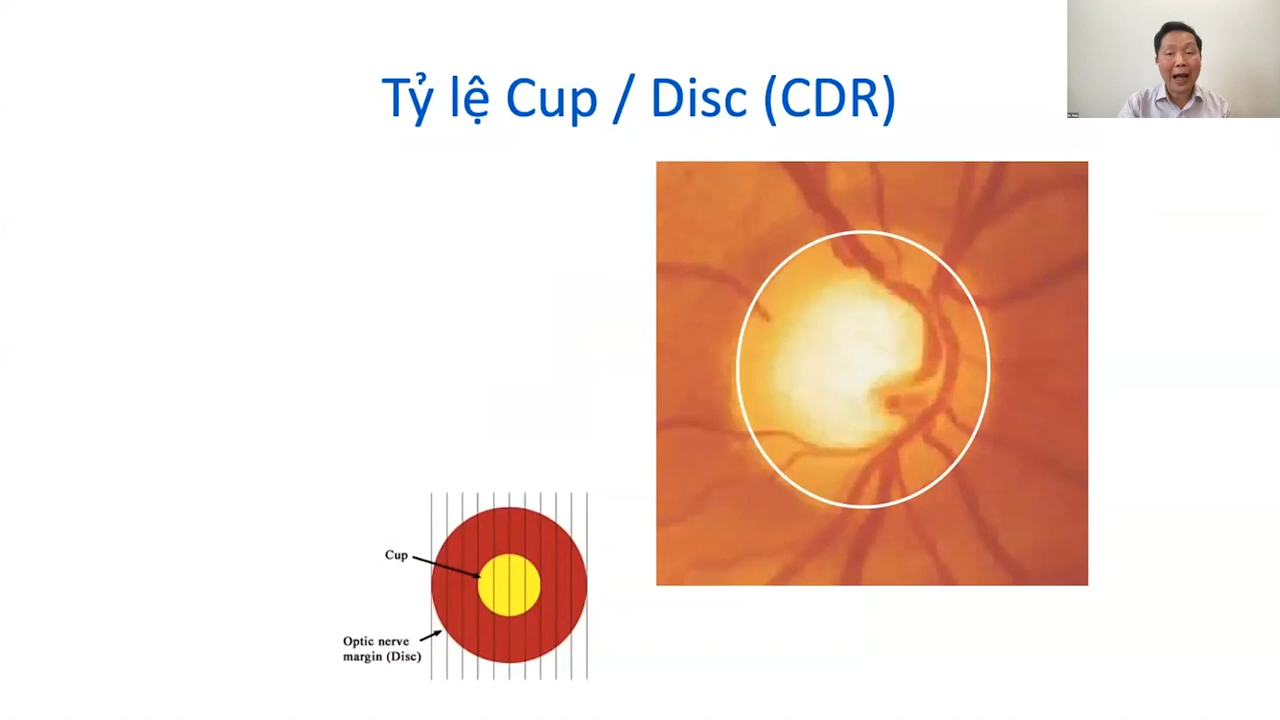 Tỷ lệ Cup / Disc (CDR)
Cup
Optic nerve
margin (Disc)